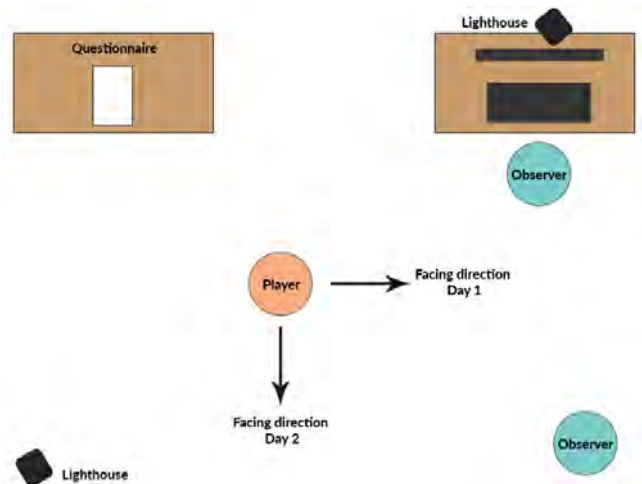 Lighthouse
Questionnaire
Observer
Player
Facing direction
Day 1
Facing direction
Day 2
Observer
Lighthouse